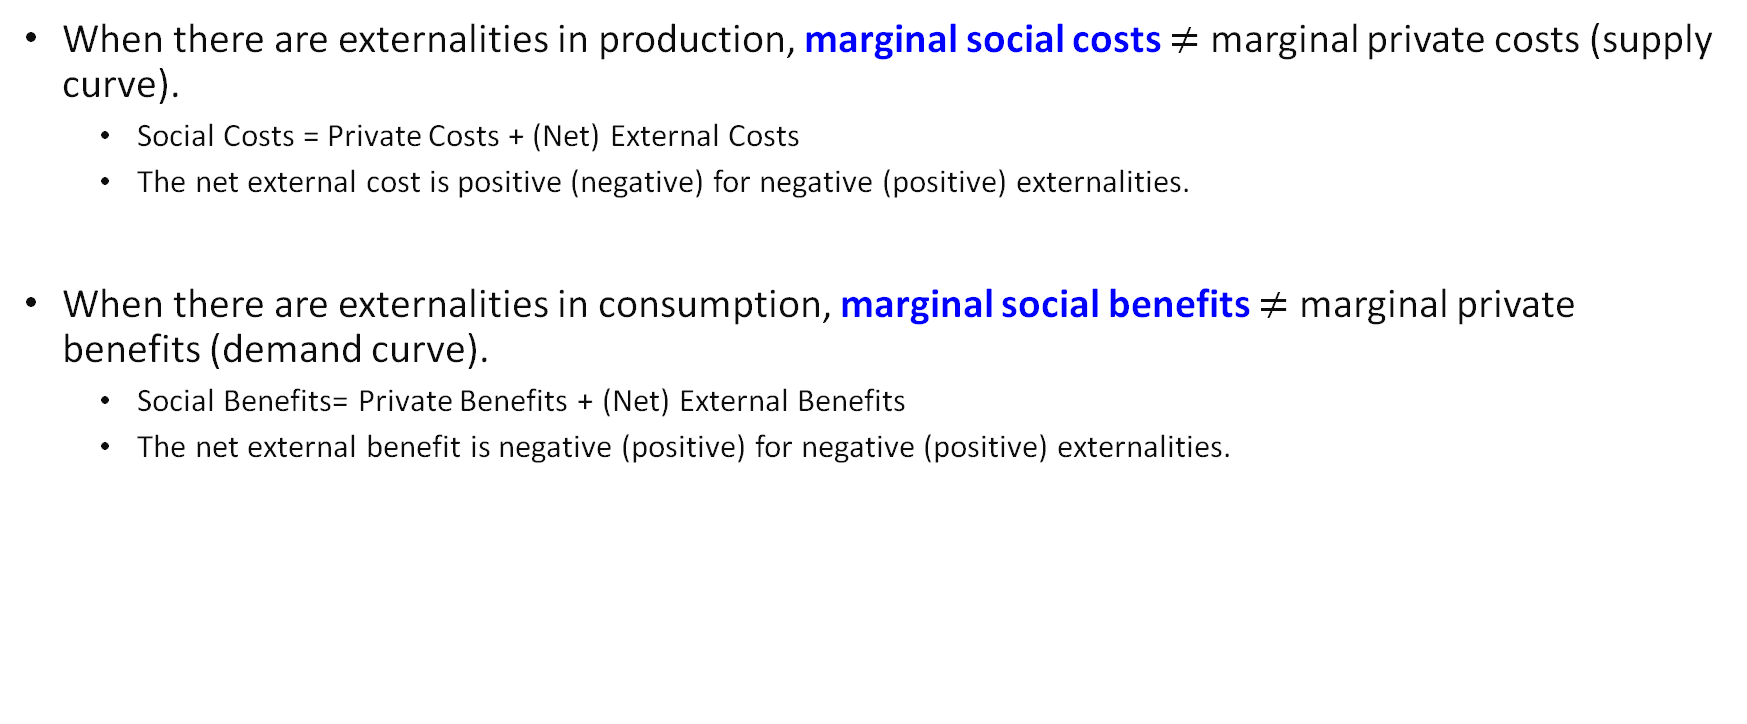 • When there are externalities in production, marginal social costs ≠ marginal private costs (supply
curve).
• Social Costs = Private Costs + (Net) External Costs
• The net external cost is positive (negative) for negative (positive) externalities.
• When there are externalities in consumption, marginal social benefits ≠ marginal private
benefits (demand curve).
• Social Benefits= Private Benefits + (Net) External Benefits
• The net external benefit is negative (positive) for negative (positive) externalities.